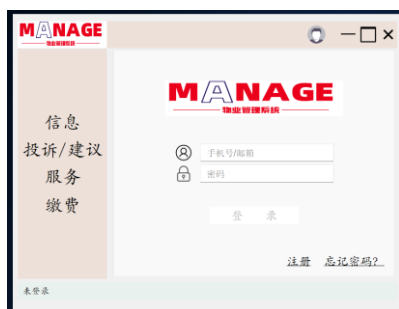 MANAGE
物业管理系统
信息
投诉/建议
服务
缴费
MANAGE
物业管理系统
手机号/邮箱
密码
登 录
注册 忘记密码?
未登录